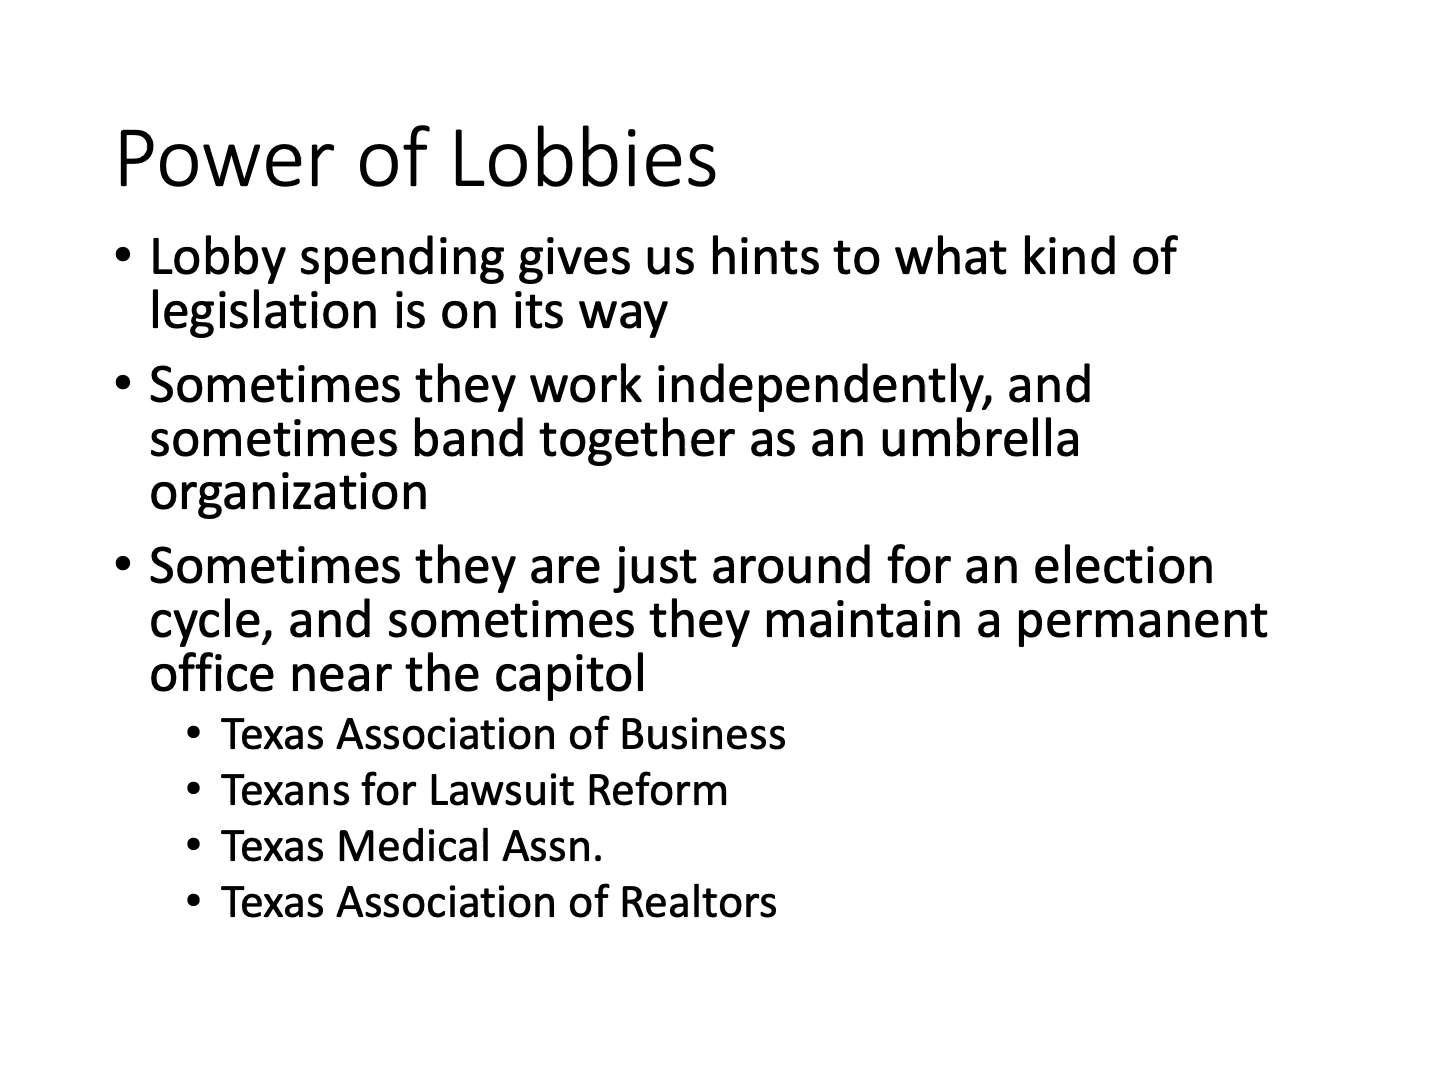 Power of Lobbies
• Lobby spending gives us hints to what kind of
legislation is on its way
• Sometimes they work independently, and
sometimes band together as an umbrella
organization
• Sometimes they are just around for an election
cycle, and sometimes they maintain a permanent
office near the capitol
• Texas Association of Business
• Texans for Lawsuit Reform
• Texas Medical Assn.
• Texas Association of Realtors